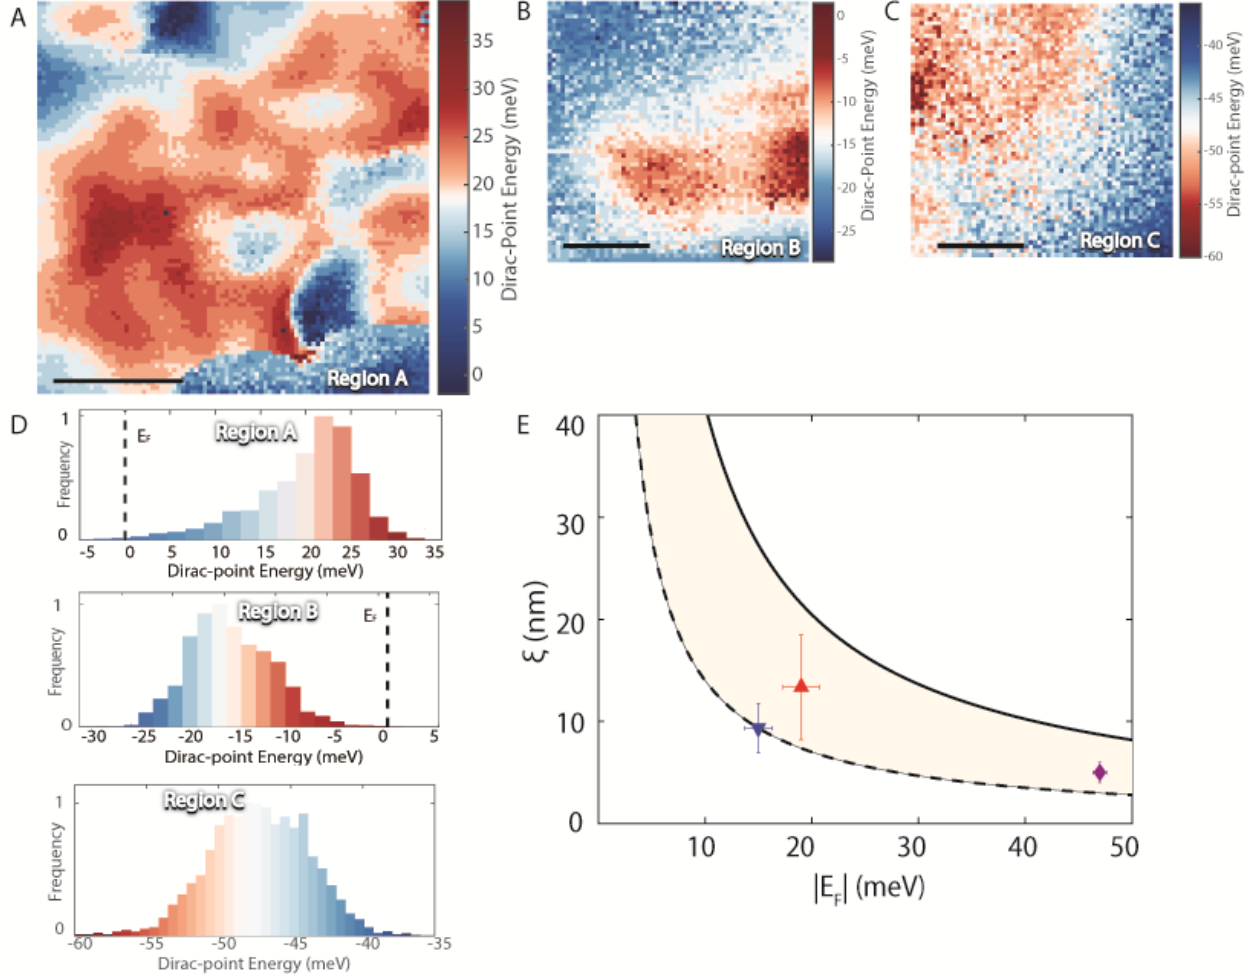 A
35
30
25
20
15
10
5
0
Dirac-Point Energy (meV)
Region A
B
0
-5
-10
-15
-20
-25
Dirac-Point Energy (meV)
Region B
C
-40
-45
-50
-55
-60
Dirac-point Energy (meV)
Region C
D
1
0
Frequency
Region A
EF
-5 0 5 10 15 20 25 30 35
Dirac-point Energy (meV)
1
0
Frequency
Region B
EF
-30 -25 -20 -15 -10 -5 0 5
Dirac-point Energy (meV)
1
0
Frequency
Region C
-60 -55 -50 -45 -40 -35
Dirac-point Energy (meV)
E
40
30
20
10
0
ξ (nm)
10 20 30 40 50
|EF| (meV)